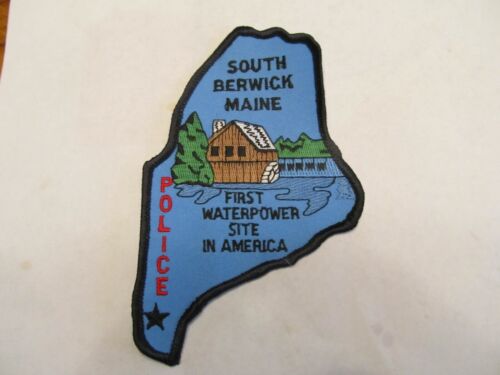 SOUTH
BERWICK
MAINE
POLICE
FIRST
WATERPOWER
SITE
IN AMERICA